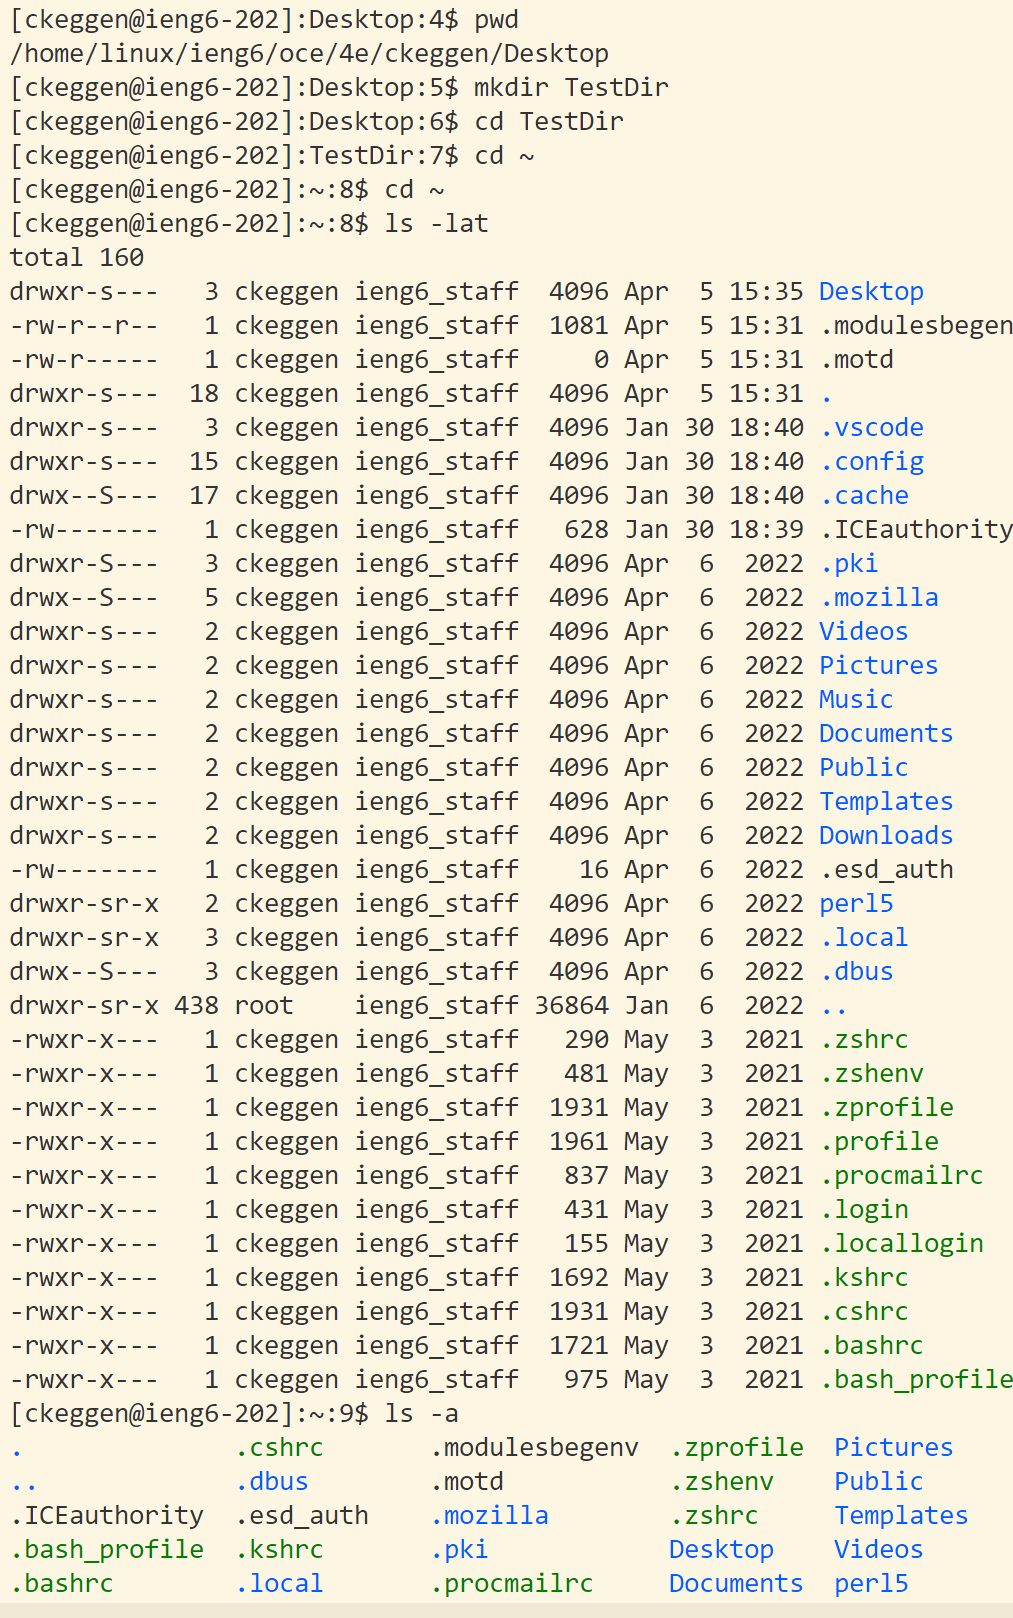 [ckeggen@ieng6-202]:Desktop:4$ pwd
/home/linux/ieng6/oce/4e/ckeggen/Desktop
[ckeggen@ieng6-202]:Desktop:5$ mkdir TestDir
[ckeggen@ieng6-202]:Desktop:6$ cd TestDir
[ckeggen@ieng6-202]:TestDir:7$ cd ~
[ckeggen@ieng6-202]:~:8$ cd ~
[ckeggen@ieng6-202]:~:8$ ls -lat
total 160
drwxr-s---   3 ckeggen ieng6_staff  4096 Apr  5 15:35 Desktop
-rw-r--r--   1 ckeggen ieng6_staff  1081 Apr  5 15:31 .modulesbegen
-rw-r-----   1 ckeggen ieng6_staff     0 Apr  5 15:31 .motd
drwxr-s---  18 ckeggen ieng6_staff  4096 Apr  5 15:31 .
drwxr-s---   3 ckeggen ieng6_staff  4096 Jan 30 18:40 .vscode
drwxr-s---  15 ckeggen ieng6_staff  4096 Jan 30 18:40 .config
drwx--S---  17 ckeggen ieng6_staff  4096 Jan 30 18:40 .cache
-rw-------   1 ckeggen ieng6_staff   628 Jan 30 18:39 .ICEauthority
drwxr-S---   3 ckeggen ieng6_staff  4096 Apr  6  2022 .pki
drwx--S---   5 ckeggen ieng6_staff  4096 Apr  6  2022 .mozilla
drwxr-s---   2 ckeggen ieng6_staff  4096 Apr  6  2022 Videos
drwxr-s---   2 ckeggen ieng6_staff  4096 Apr  6  2022 Pictures
drwxr-s---   2 ckeggen ieng6_staff  4096 Apr  6  2022 Music
drwxr-s---   2 ckeggen ieng6_staff  4096 Apr  6  2022 Documents
drwxr-s---   2 ckeggen ieng6_staff  4096 Apr  6  2022 Public
drwxr-s---   2 ckeggen ieng6_staff  4096 Apr  6  2022 Templates
drwxr-s---   2 ckeggen ieng6_staff  4096 Apr  6  2022 Downloads
-rw-------   1 ckeggen ieng6_staff    16 Apr  6  2022 .esd_auth
drwxr-sr-x   2 ckeggen ieng6_staff  4096 Apr  6  2022 perl5
drwxr-sr-x   3 ckeggen ieng6_staff  4096 Apr  6  2022 .local
drwx--S---   3 ckeggen ieng6_staff  4096 Apr  6  2022 .dbus
drwxr-sr-x 438 root    ieng6_staff 36864 Jan  6  2022 ..
-rwxr-x---   1 ckeggen ieng6_staff   290 May  3  2021 .zshrc
-rwxr-x---   1 ckeggen ieng6_staff   481 May  3  2021 .zshenv
-rwxr-x---   1 ckeggen ieng6_staff  1931 May  3  2021 .zprofile
-rwxr-x---   1 ckeggen ieng6_staff  1961 May  3  2021 .profile
-rwxr-x---   1 ckeggen ieng6_staff   837 May  3  2021 .procmailrc
-rwxr-x---   1 ckeggen ieng6_staff   431 May  3  2021 .login
-rwxr-x---   1 ckeggen ieng6_staff   155 May  3  2021 .locallogin
-rwxr-x---   1 ckeggen ieng6_staff  1692 May  3  2021 .kshrc
-rwxr-x---   1 ckeggen ieng6_staff  1931 May  3  2021 .cshrc
-rwxr-x---   1 ckeggen ieng6_staff  1721 May  3  2021 .bashrc
-rwxr-x---   1 ckeggen ieng6_staff   975 May  3  2021 .bash_profile
[ckeggen@ieng6-202]:~:9$ ls -a
.              .cshrc       .modulesbegenv  .zprofile  Pictures
..             .dbus        .motd           .zshenv    Public
.ICEauthority  .esd_auth    .mozilla        .zshrc     Templates
.bash_profile  .kshrc       .pki            Desktop    Videos
.bashrc        .local       .procmailrc     Documents  perl5